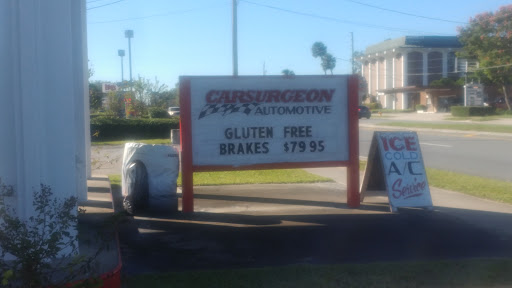 CARSURGEON
AUTOMOTIVE
GLUTEN FREE
BRAKES $79 95
ICE
COLD
A/C
Service